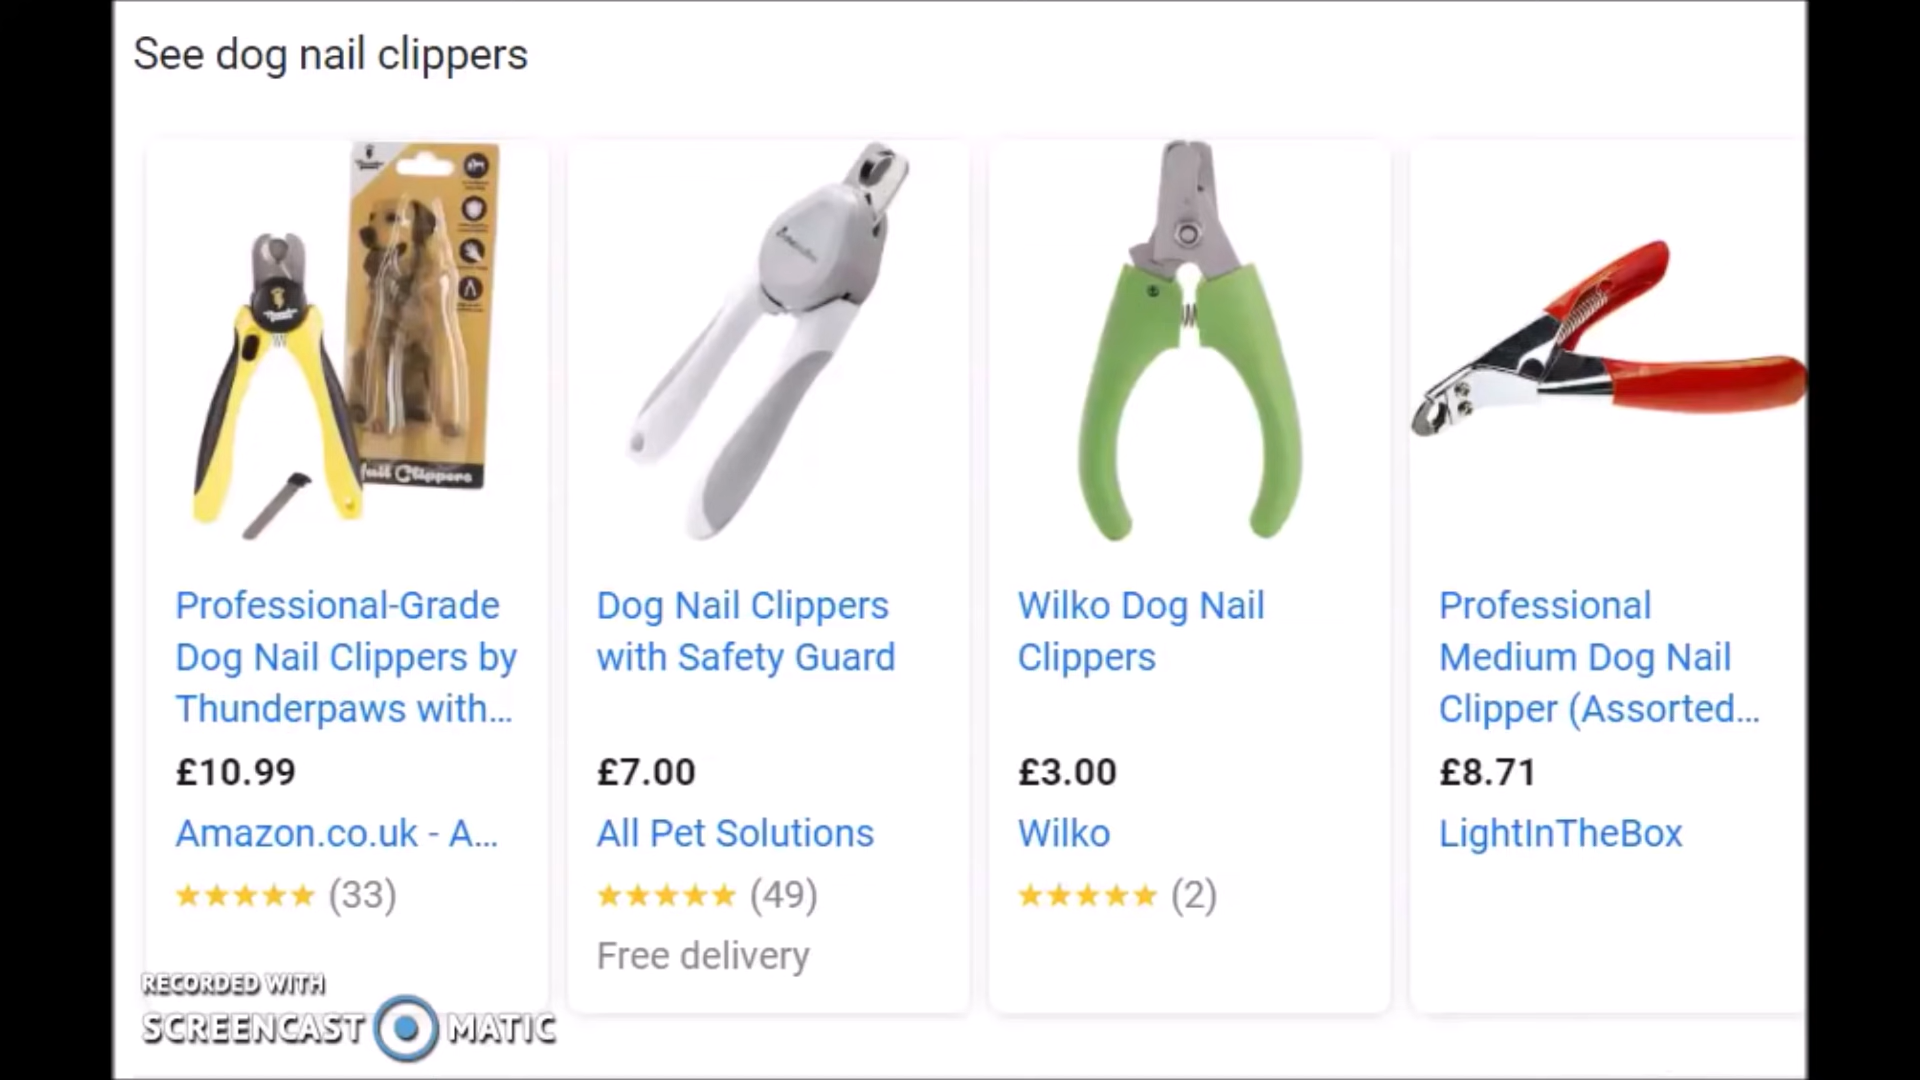 See dog nail clippers
Nail Clippers
Professional-Grade
Dog Nail Clippers by
Thunderpaws with...
£10.99
Amazon.co.uk - A...
(33)
Dog Nail Clippers
with Safety Guard
£7.00
All Pet Solutions
(49)
Free delivery
Wilko Dog Nail
Clippers
£3.00
Wilko
(2)
Professional
Medium Dog Nail
Clipper (Assorted...
£8.71
LightInTheBox
RECORDED WITH
SCREENCAST MATIC